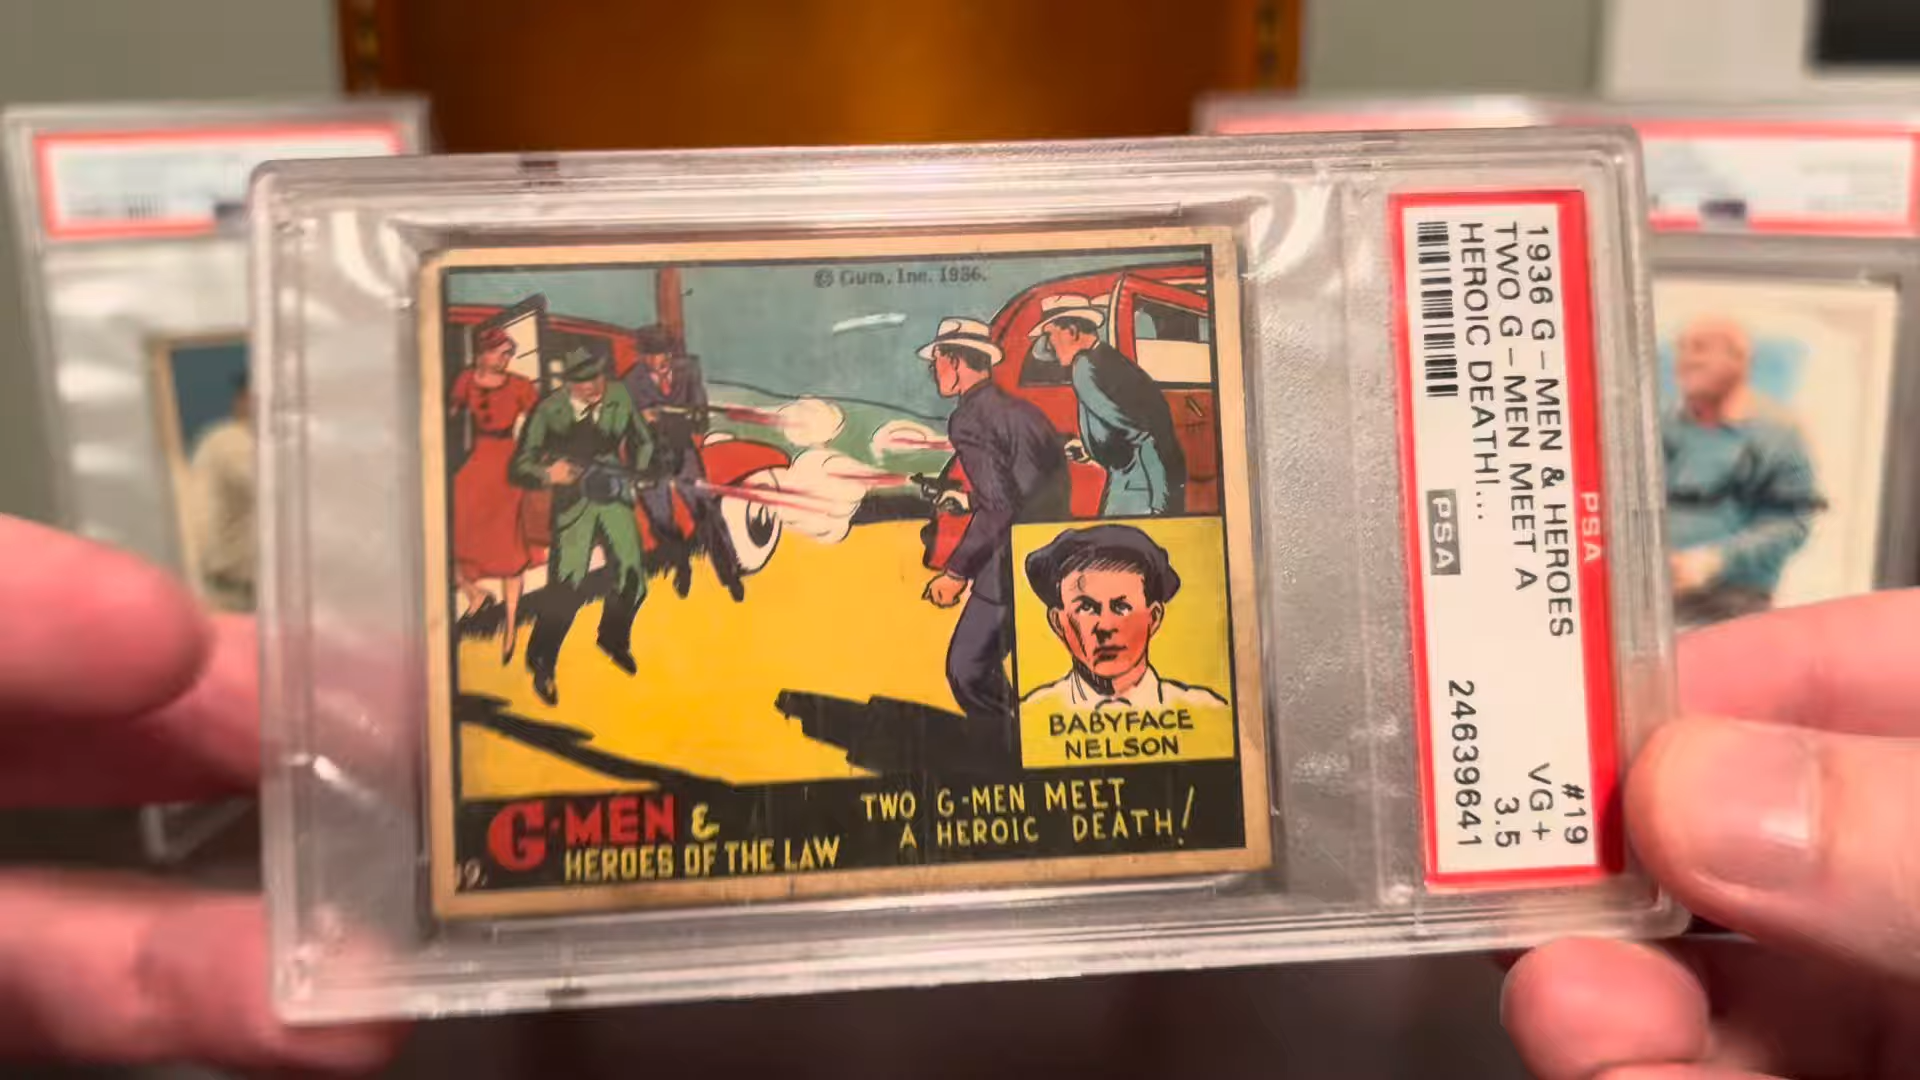 © Gum, Inc. 1936.
BABYFACE
NELSON
G-MEN &
HEROES OF THE LAW
TWO G-MEN MEET
A HEROIC DEATH!
19.
PSA
1936 G-MEN & HEROES
#19
TWO G-MEN MEET A
VG+
HEROIC DEATH!...
3.5
PSA
24639641